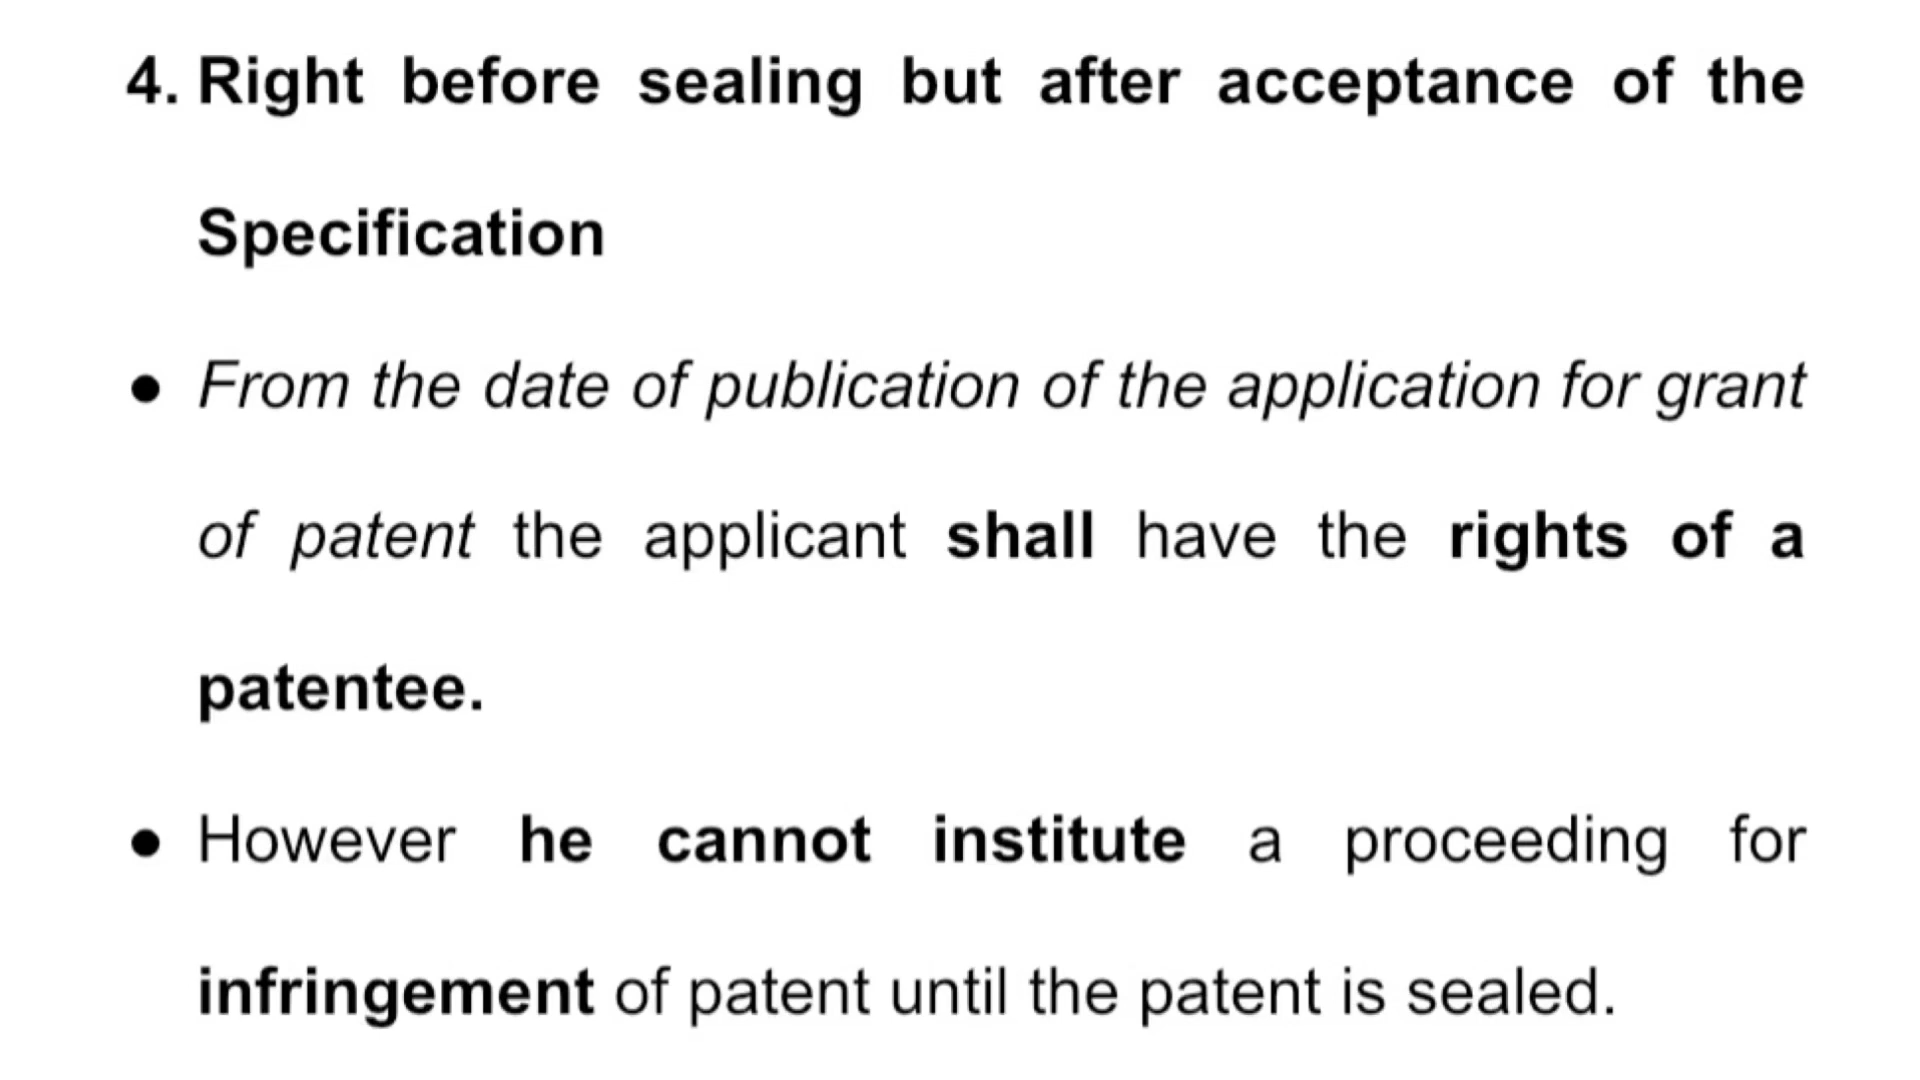 4. Right before sealing but after acceptance of the
Specification
● From the date of publication of the application for grant
of patent the applicant shall have the rights of a
patentee.
● However he cannot institute a proceeding for
infringement of patent until the patent is sealed.